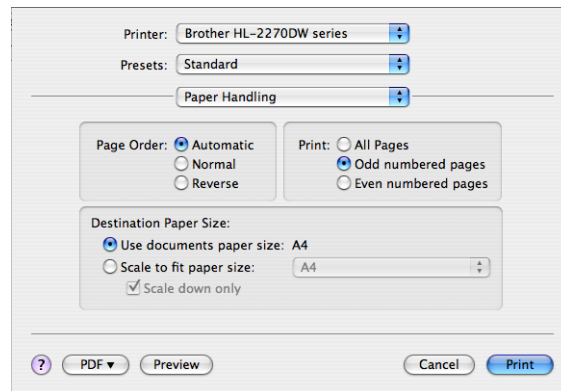 Printer: Brother HL-2270DW series
Presets: Standard
Paper Handling
Page Order: Automatic
Normal
Reverse
Print: All Pages
Odd numbered pages
Even numbered pages
Destination Paper Size:
Use documents paper size: A4
Scale to fit paper size: A4
Scale down only
? PDF ▼ Preview Cancel Print